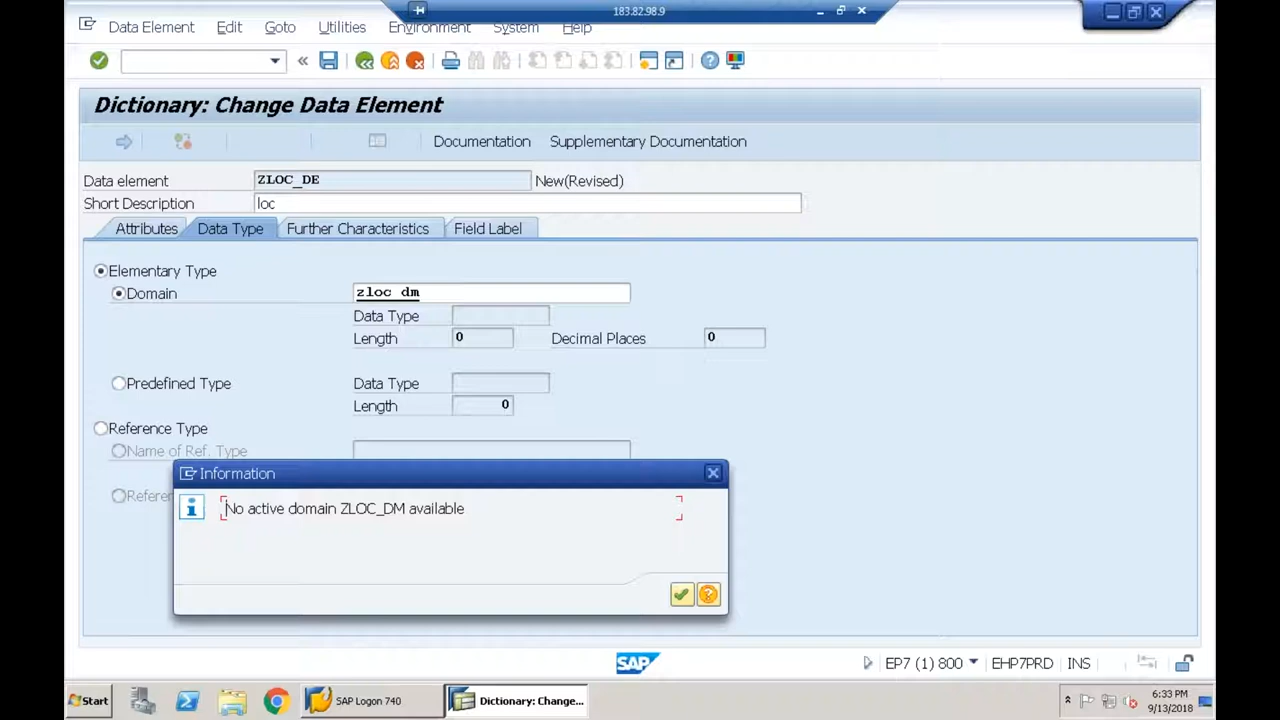 183.82.98.9
Data Element Edit Goto Utilities Environment System Help
Dictionary: Change Data Element
Documentation Supplementary Documentation
Data element ZLOC_DE New(Revised)
Short Description loc
Attributes Data Type Further Characteristics Field Label
Elementary Type
Domain zloc_dm
Data Type
Length 0 Decimal Places 0
Predefined Type Data Type
Length 0
Reference Type
Name of Ref. Type
Information
No active domain ZLOC_DM available
SAP EP7 (1) 800 EHP7PRD INS
Start SAP Logon 740 Dictionary: Change... 6:33 PM
9/13/2018